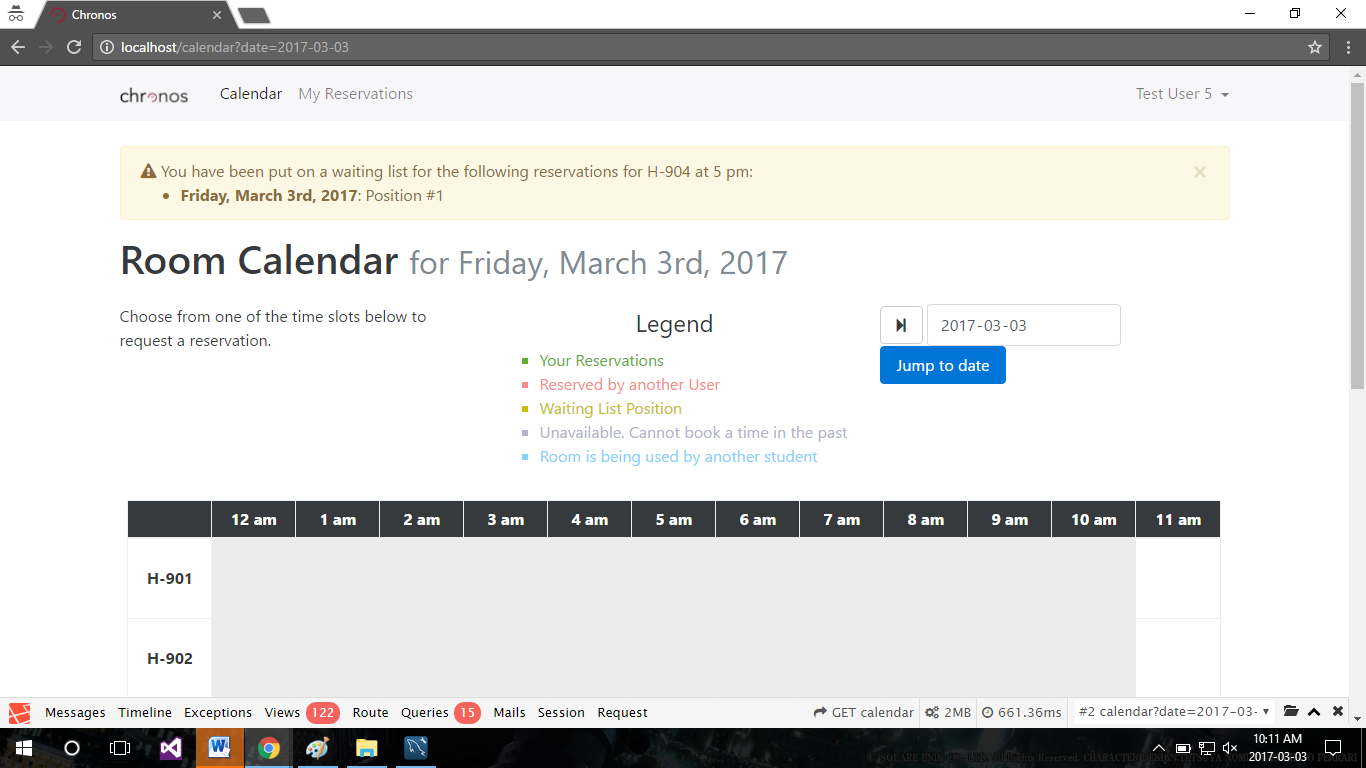 Chronos
localhost/calendar?date=2017-03-03
chronos Calendar My Reservations Test User 5
You have been put on a waiting list for the following reservations for H-904 at 5 pm: ×
Friday, March 3rd, 2017: Position #1
Room Calendar for Friday, March 3rd, 2017
Choose from one of the time slots below to
request a reservation.
Legend
Your Reservations
Reserved by another User
Waiting List Position
Unavailable. Cannot book a time in the past
Room is being used by another student
2017-03-03
Jump to date
12 am 1 am 2 am 3 am 4 am 5 am 6 am 7 am 8 am 9 am 10 am 11 am
H-901
H-902
Messages Timeline Exceptions Views 122 Route Queries 15 Mails Session Request GET calendar 2MB 661.36ms #2 calendar?date=2017-03-
10:11 AM
2017-03-03